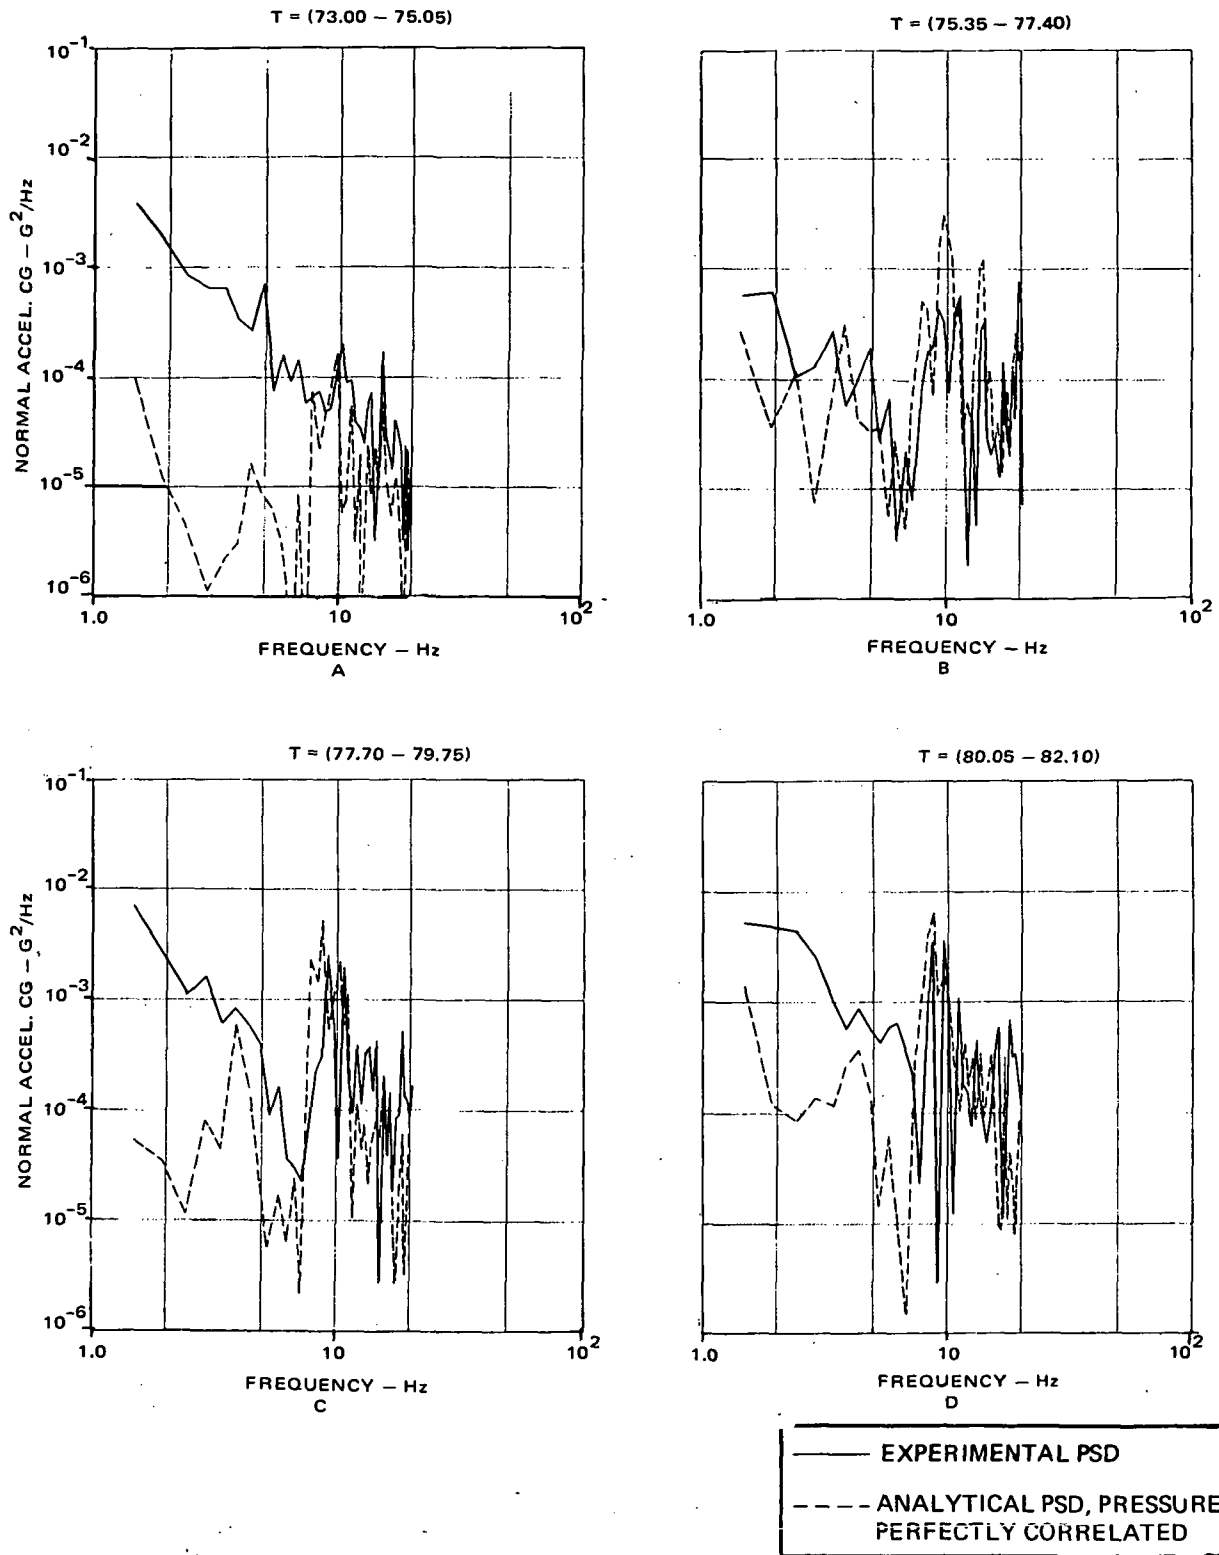 T = (73.00 – 75.05)
10^-1
10^-2
10^-3
10^-4
10^-5
10^-6
NORMAL ACCEL. CG – G^2/Hz
1.0
10
10^2
FREQUENCY – Hz
A
T = (75.35 – 77.40)
1.0
10
10^2
FREQUENCY – Hz
B
T = (77.70 – 79.75)
10^-1
10^-2
10^-3
10^-4
10^-5
10^-6
NORMAL ACCEL. CG – G^2/Hz
1.0
10
10^2
FREQUENCY – Hz
C
T = (80.05 – 82.10)
1.0
10
10^2
FREQUENCY – Hz
D
EXPERIMENTAL PSD
ANALYTICAL PSD, PRESSURE
PERFECTLY CORRELATED